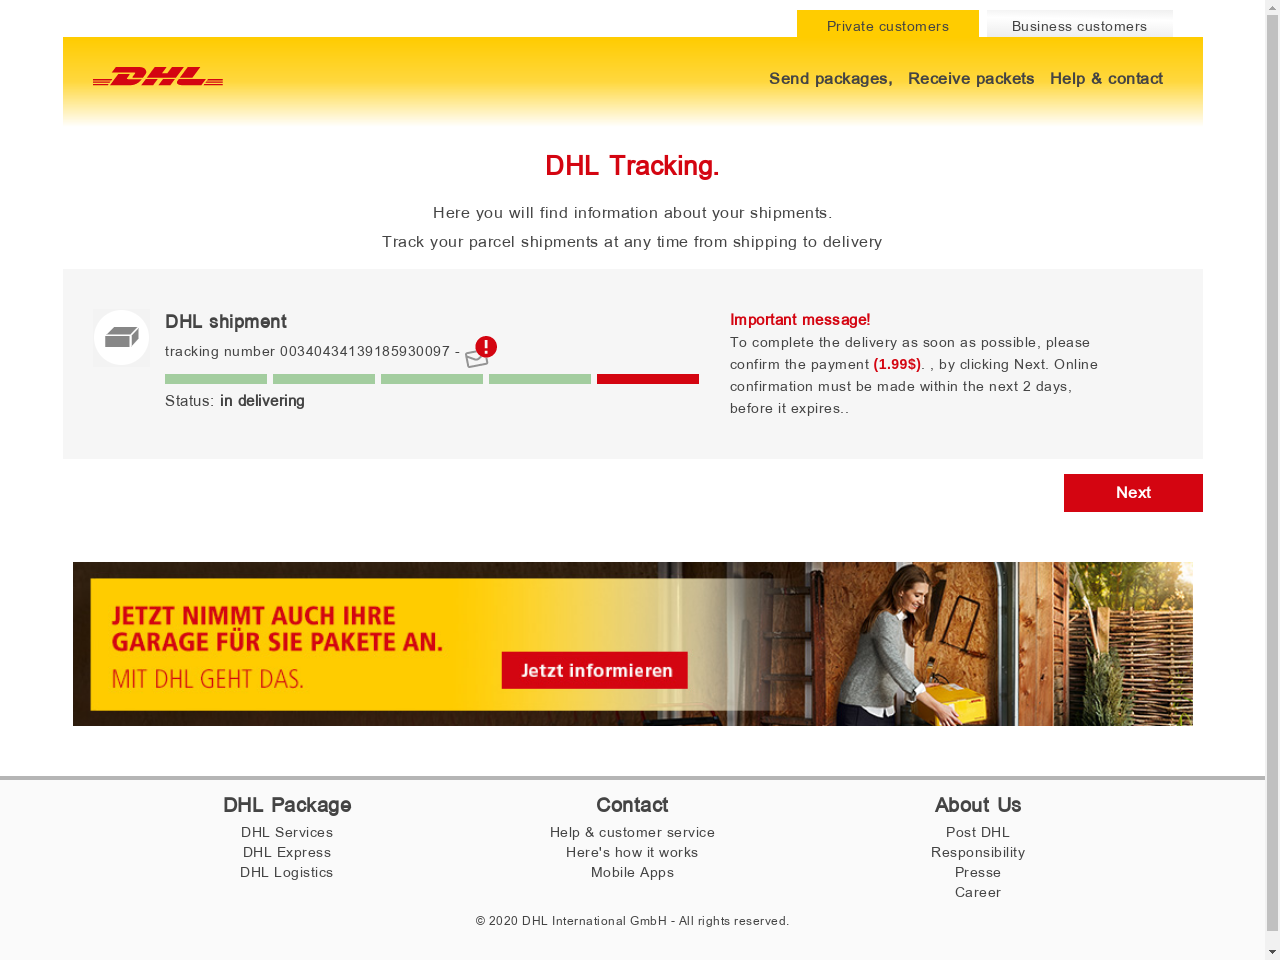 Private customers
Business customers
DHL
Send packages, Receive packets Help & contact
DHL Tracking.
Here you will find information about your shipments.
Track your parcel shipments at any time from shipping to delivery
DHL shipment
tracking number 00340434139185930097 -
Status: in delivering
Important message!
To complete the delivery as soon as possible, please
confirm the payment (1.99$). , by clicking Next. Online
confirmation must be made within the next 2 days,
before it expires..
Next
JETZT NIMMT AUCH IHRE
GARAGE FÜR SIE PAKETE AN.
MIT DHL GEHT DAS.
Jetzt informieren
DHL Package
DHL Services
DHL Express
DHL Logistics
Contact
Help & customer service
Here's how it works
Mobile Apps
About Us
Post DHL
Responsibility
Presse
Career
© 2020 DHL International GmbH - All rights reserved.